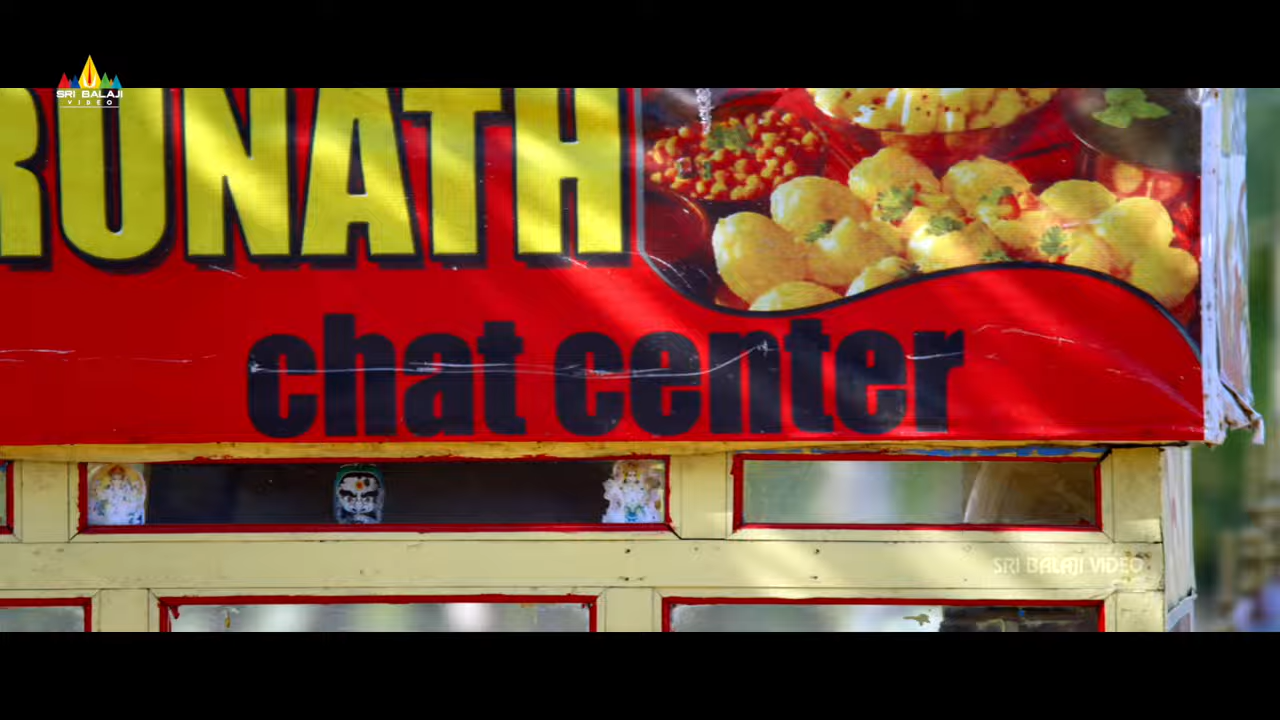 SRI BALAJI
VIDEO
RUNATH
chat center
SRI BALAJI VIDEO